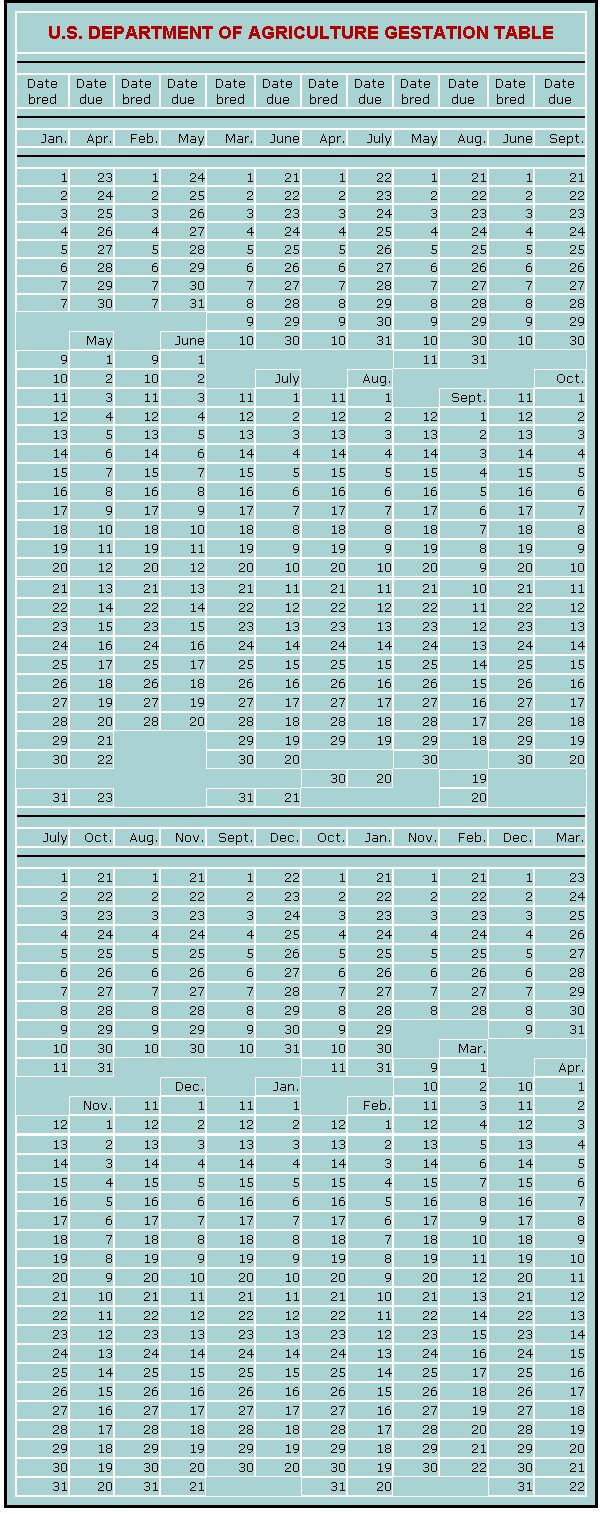 U.S. DEPARTMENT OF AGRICULTURE GESTATION TABLE
Date bred Date due Date bred Date due Date bred Date due Date bred Date due Date bred Date due Date bred Date due
Jan. Apr. Feb. May Mar. June Apr. July May Aug. June Sept.
1 23 1 24 1 21 1 22 1 21 1 21
2 24 2 25 2 22 2 23 2 22 2 22
3 25 3 26 3 23 3 24 3 23 3 23
4 26 4 27 4 24 4 25 4 24 4 24
5 27 5 28 5 25 5 26 5 25 5 25
6 28 6 29 6 26 6 27 6 26 6 26
7 29 7 30 7 27 7 28 7 27 7 27
7 30 7 31 8 28 8 29 8 28 8 28
9 29 9 30 9 29 9 29
May June 10 30 10 31 10 30 10 30
9 1 9 1 11 31
10 2 10 2 July Aug. Oct.
11 3 11 3 11 1 11 1 Sept. 11 1
12 4 12 4 12 2 12 2 12 1 12 2
13 5 13 5 13 3 13 3 13 2 13 3
14 6 14 6 14 4 14 4 14 3 14 4
15 7 15 7 15 5 15 5 15 4 15 5
16 8 16 8 16 6 16 6 16 5 16 6
17 9 17 9 17 7 17 7 17 6 17 7
18 10 18 10 18 8 18 8 18 7 18 8
19 11 19 11 19 9 19 9 19 8 19 9
20 12 20 12 20 10 20 10 20 9 20 10
21 13 21 13 21 11 21 11 21 10 21 11
22 14 22 14 22 12 22 12 22 11 22 12
23 15 23 15 23 13 23 13 23 12 23 13
24 16 24 16 24 14 24 14 24 13 24 14
25 17 25 17 25 15 25 15 25 14 25 15
26 18 26 18 26 16 26 16 26 15 26 16
27 19 27 19 27 17 27 17 27 16 27 17
28 20 28 20 28 18 28 18 28 17 28 18
29 21 29 19 29 19 29 18 29 19
30 22 30 20 30 30 20
30 20 19
31 23 31 21 20
July Oct. Aug. Nov. Sept. Dec. Oct. Jan. Nov. Feb. Dec. Mar.
1 21 1 21 1 22 1 21 1 21 1 23
2 22 2 22 2 23 2 22 2 22 2 24
3 23 3 23 3 24 3 23 3 23 3 25
4 24 4 24 4 25 4 24 4 24 4 26
5 25 5 25 5 26 5 25 5 25 5 27
6 26 6 26 6 27 6 26 6 26 6 28
7 27 7 27 7 28 7 27 7 27 7 29
8 28 8 28 8 29 8 28 8 28 8 30
9 29 9 29 9 30 9 29 9 31
10 30 10 30 10 31 10 30 Mar.
11 31 11 31 9 1 Apr.
Dec. Jan. 10 2 10 1
Nov. 11 1 11 1 Feb. 11 3 11 2
12 1 12 2 12 2 12 1 12 4 12 3
13 2 13 3 13 3 13 2 13 5 13 4
14 3 14 4 14 4 14 3 14 6 14 5
15 4 15 5 15 5 15 4 15 7 15 6
16 5 16 6 16 6 16 5 16 8 16 7
17 6 17 7 17 7 17 6 17 9 17 8
18 7 18 8 18 8 18 7 18 10 18 9
19 8 19 9 19 9 19 8 19 11 19 10
20 9 20 10 20 10 20 9 20 12 20 11
21 10 21 11 21 11 21 10 21 13 21 12
22 11 22 12 22 12 22 11 22 14 22 13
23 12 23 13 23 13 23 12 23 15 23 14
24 13 24 14 24 14 24 13 24 16 24 15
25 14 25 15 25 15 25 14 25 17 25 16
26 15 26 16 26 16 26 15 26 18 26 17
27 16 27 17 27 17 27 16 27 19 27 18
28 17 28 18 28 18 28 17 28 20 28 19
29 18 29 19 29 19 29 18 29 21 29 20
30 19 30 20 30 20 30 19 30 22 30 21
31 20 31 21 31 20 31 22